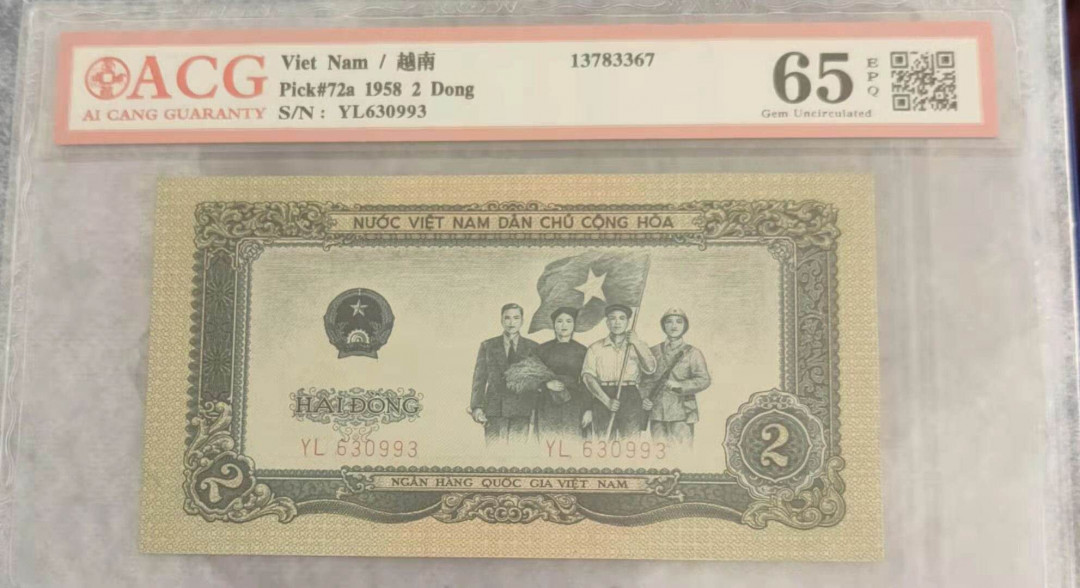 ACG
AI CANG GUARANTY
Viet Nam / 越南
Pick#72a 1958 2 Dong
S/N : YL630993
13783367
65
EPQ
Gem Uncirculated
NƯỚC VIỆT NAM DÂN CHỦ CỘNG HÒA
HAI ĐỒNG
YL 630993
YL 630993
2
2
NGÂN HÀNG QUỐC GIA VIỆT NAM